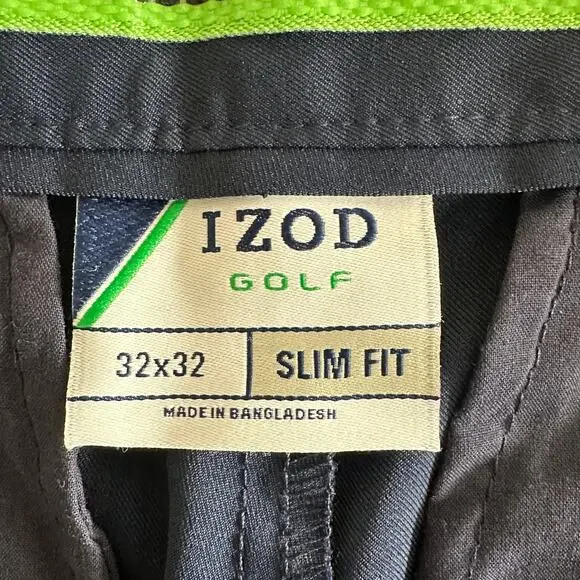 IZOD
GOLF
32x32 SLIM FIT
MADE IN BANGLADESH